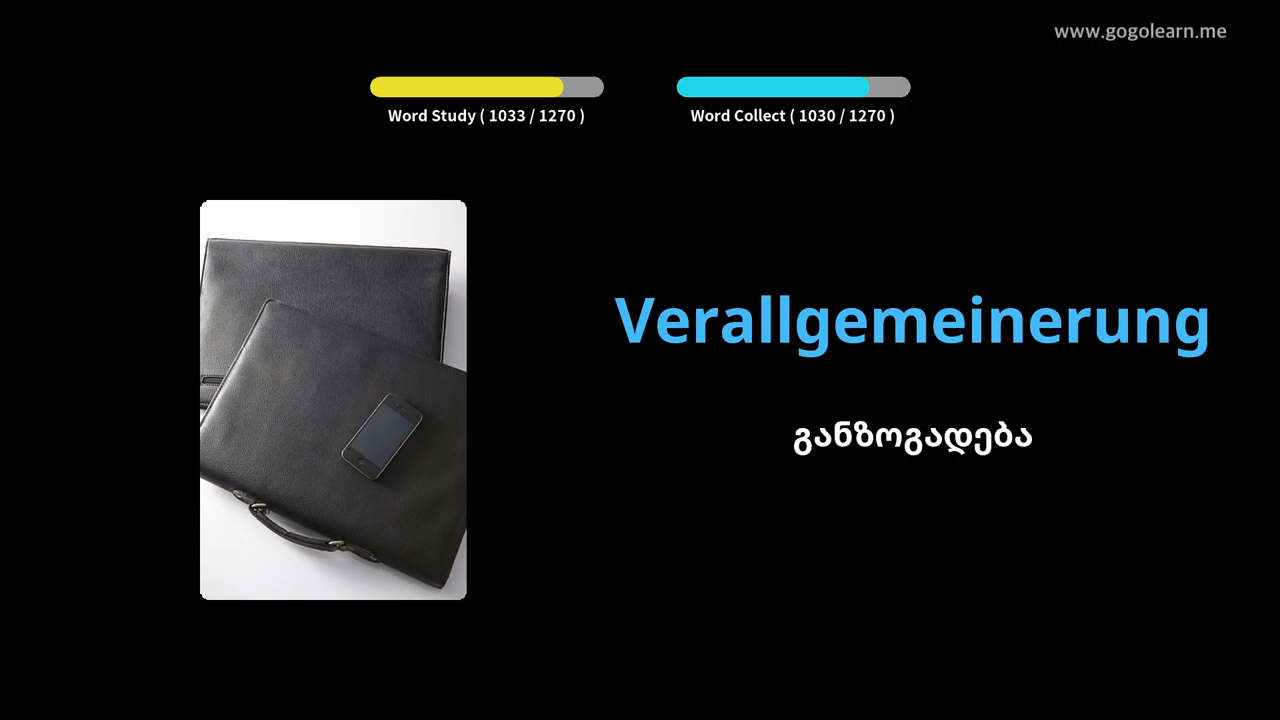 www.gogolearn.me
Word Study ( 1033 / 1270 )
Word Collect ( 1030 / 1270 )
Verallgemeinerung
განზოგადება